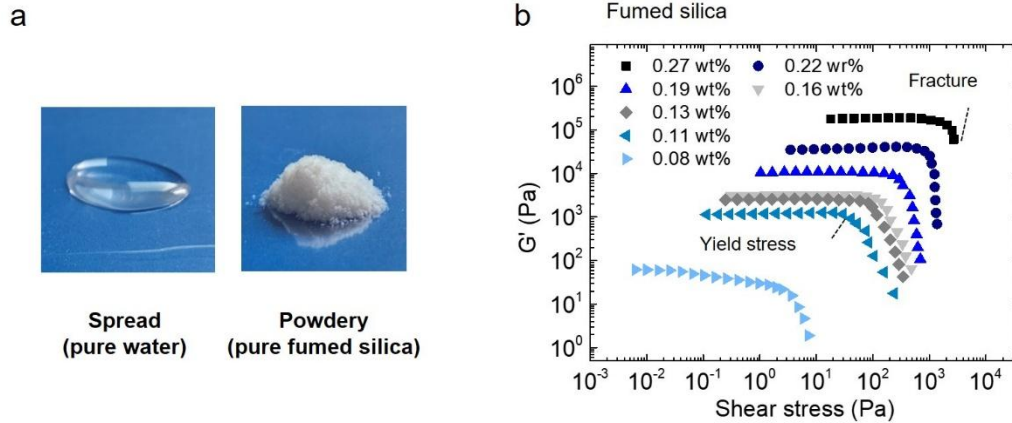 a
Spread
(pure water)
Powdery
(pure fumed silica)
b
Fumed silica
G' (Pa)
10⁶
10⁵
10⁴
10³
10²
10¹
10⁰
0.27 wt%
0.22 wr%
0.19 wt%
0.16 wt%
0.13 wt%
0.11 wt%
0.08 wt%
Fracture
Yield stress
10⁻³ 10⁻² 10⁻¹ 10⁰ 10¹ 10² 10³ 10⁴
Shear stress (Pa)